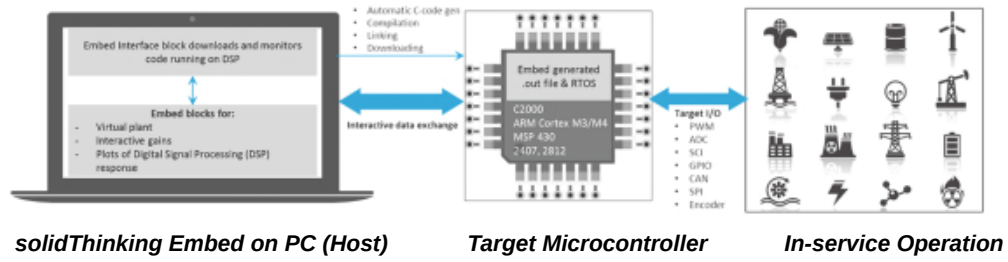 Embed Interface block downloads and monitors
code running on DSP
Embed blocks for:
- Virtual plant
- Interactive gains
- Plots of Digital Signal Processing (DSP)
response
• Automatic C-code gen
• Compilation
• Linking
• Downloading
Interactive data exchange
Embed generated
.out file & RTOS
C2000
ARM Cortex M3/M4
MSP 430
2407, 2812
Target I/O
• PWM
• ADC
• SCI
• GPIO
• CAN
• SPI
• Encoder
solidThinking Embed on PC (Host)
Target Microcontroller
In-service Operation